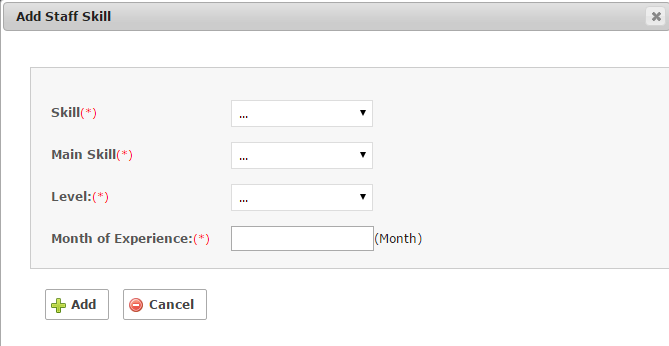 Add Staff Skill
Skill(*) ...
Main Skill(*) ...
Level:(*) ...
Month of Experience:(*) (Month)
Add Cancel